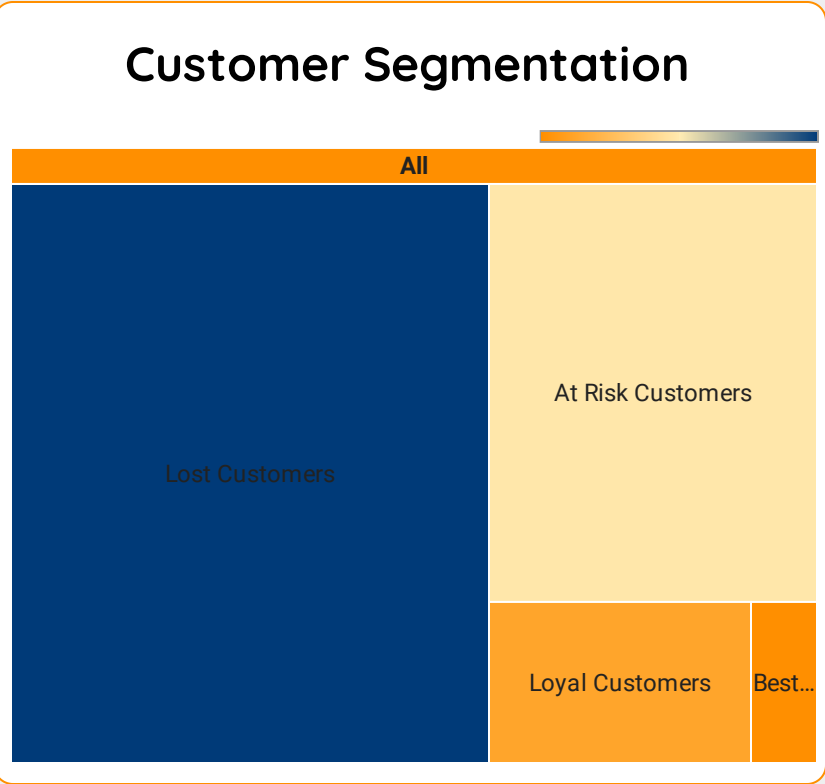 Customer Segmentation
All
Lost Customers
At Risk Customers
Loyal Customers
Best...